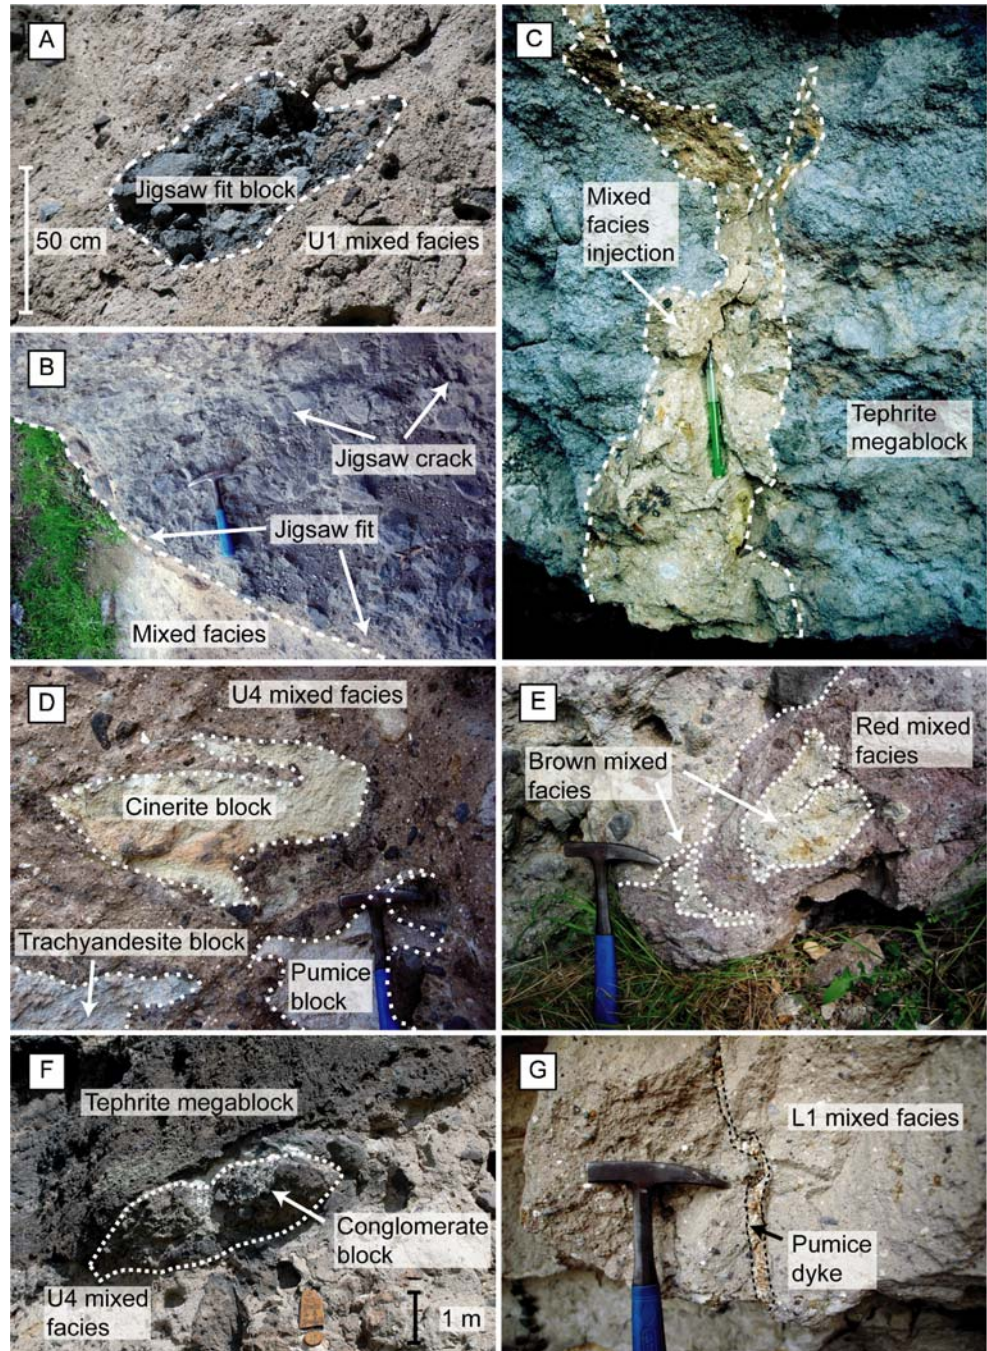 A
Jigsaw fit block
50 cm
U1 mixed facies
B
Jigsaw crack
Jigsaw fit
Mixed facies
C
Mixed
facies
injection
Tephrite
megablock
D
U4 mixed facies
Cinerite block
Trachyandesite block
Pumice
block
E
Red mixed
facies
Brown mixed
facies
F
Tephrite megablock
Conglomerate
block
U4 mixed
facies
1 m
G
L1 mixed facies
Pumice
dyke